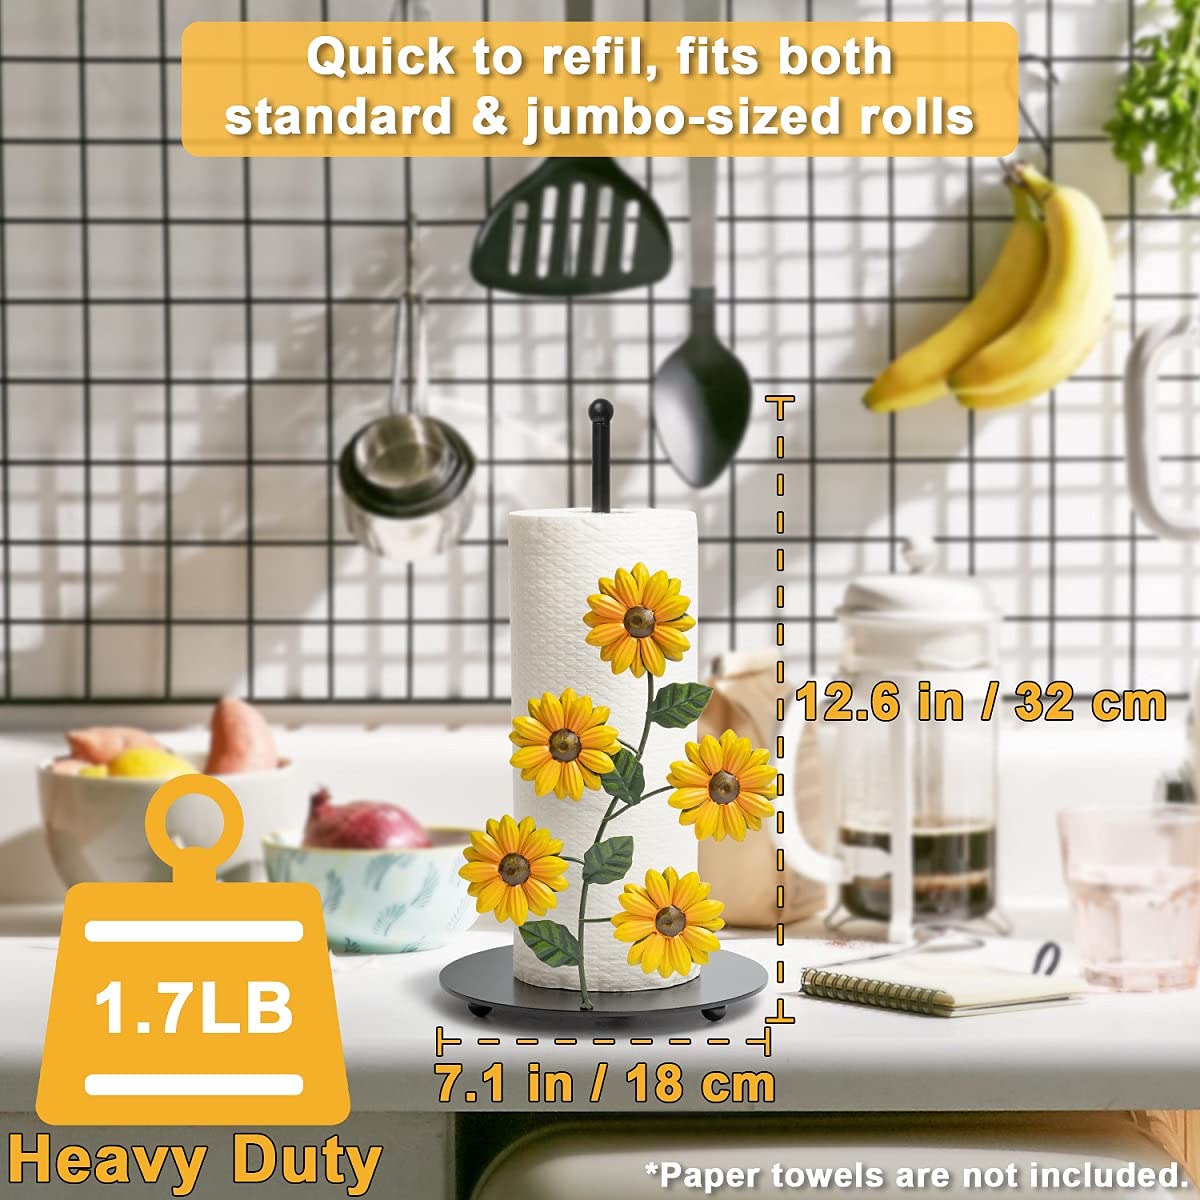 Quick to refil, fits both
standard & jumbo-sized rolls
12.6 in / 32 cm
1.7LB
7.1 in / 18 cm
Heavy Duty
*Paper towels are not included.